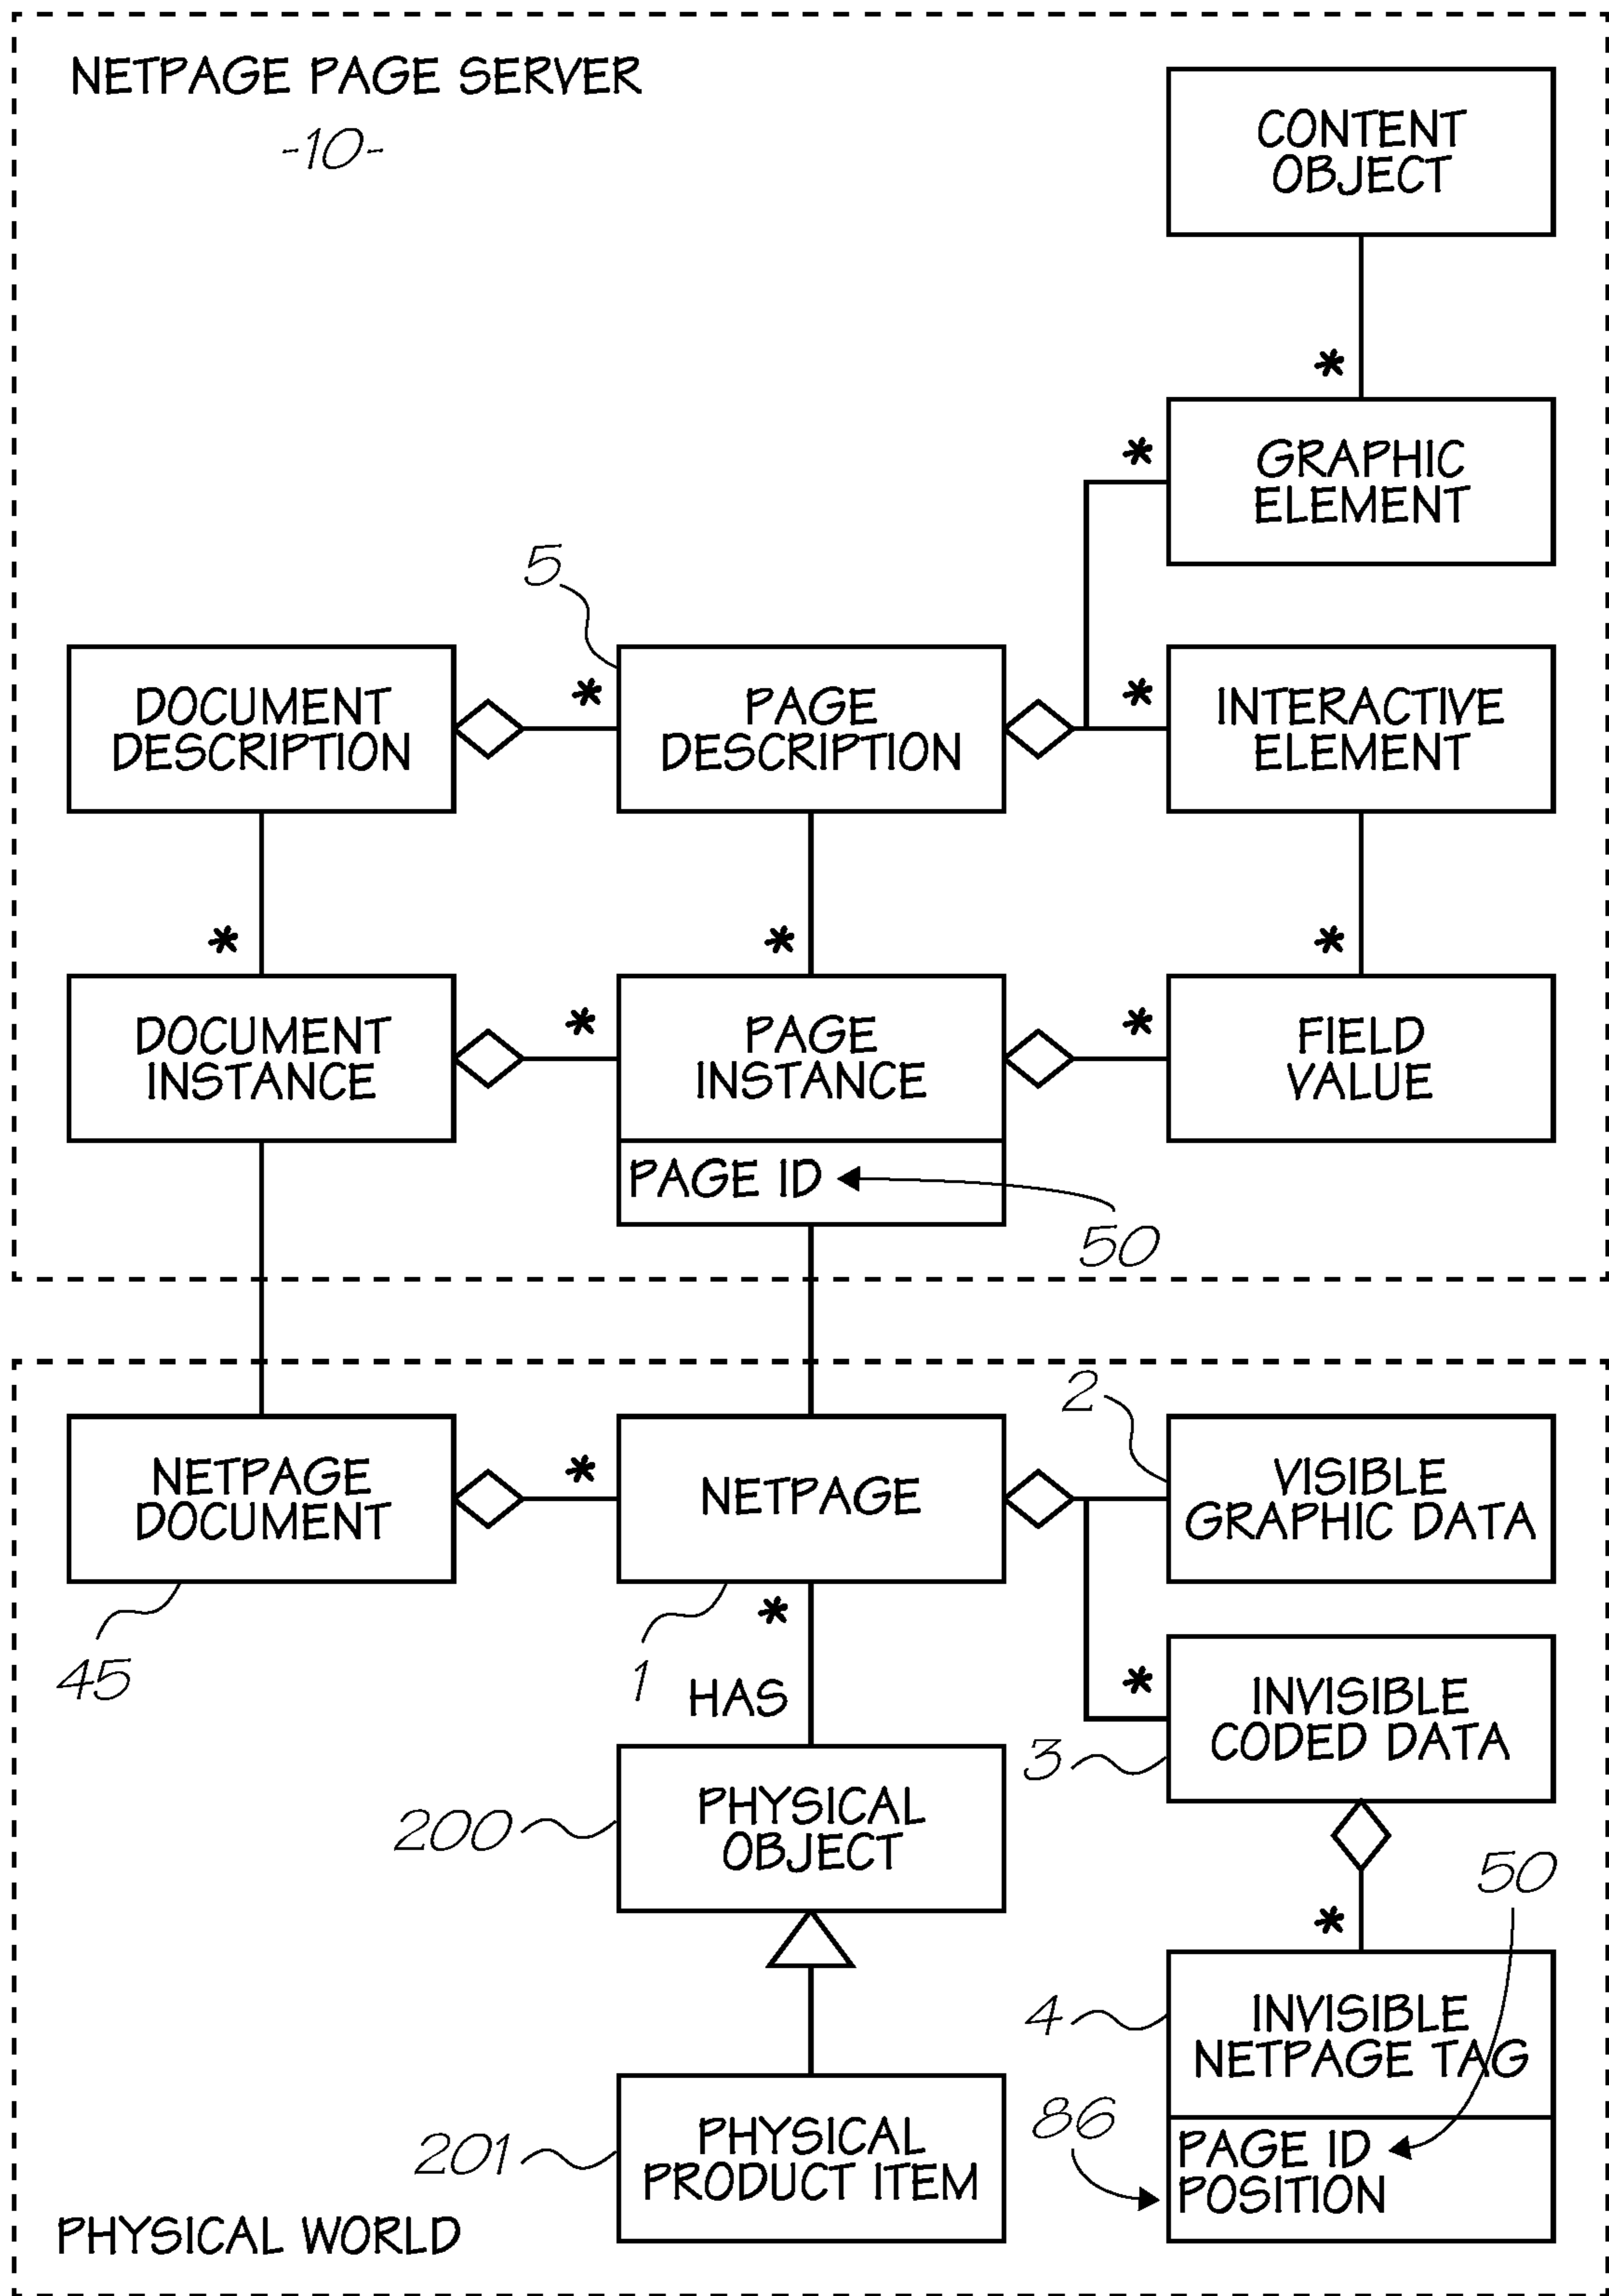 NETPAGE PAGE SERVER
-10-
CONTENT
OBJECT
*
*
GRAPHIC
ELEMENT
5
DOCUMENT
DESCRIPTION
*
PAGE
DESCRIPTION
*
INTERACTIVE
ELEMENT
*
*
*
DOCUMENT
INSTANCE
*
PAGE
INSTANCE
*
FIELD
VALUE
PAGE ID
50
2
NETPAGE
DOCUMENT
*
NETPAGE
VISIBLE
GRAPHIC DATA
45
1
*
HAS
*
INVISIBLE
CODED DATA
3
200
PHYSICAL
OBJECT
50
*
4
INVISIBLE
NETPAGE TAG
86
PAGE ID
POSITION
201
PHYSICAL
PRODUCT ITEM
PHYSICAL WORLD